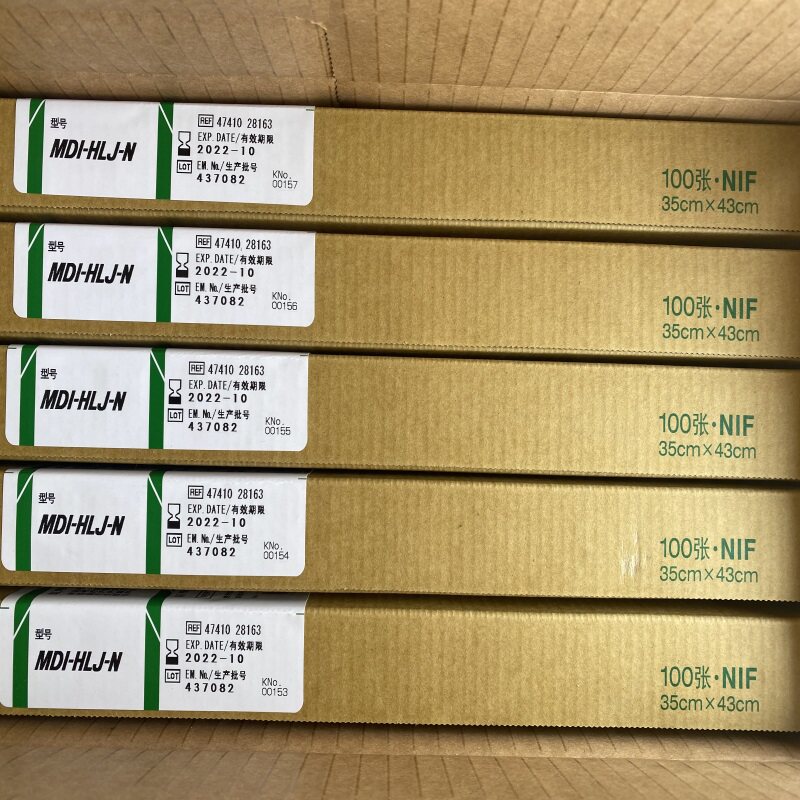 型号
MDI-HLJ-N
REF 47410 28163
EXP. DATE/有效期限
2022-10
LOT EM. No./生产批号
437082
KNo.
00157
100张·NIF
35cm×43cm
型号
MDI-HLJ-N
REF 47410 28163
EXP. DATE/有效期限
2022-10
LOT EM. No./生产批号
437082
KNo.
00156
100张·NIF
35cm×43cm
型号
MDI-HLJ-N
REF 47410 28163
EXP. DATE/有效期限
2022-10
LOT EM. No./生产批号
437082
KNo.
00155
100张·NIF
35cm×43cm
型号
MDI-HLJ-N
REF 47410 28163
EXP. DATE/有效期限
2022-10
LOT EM. No./生产批号
437082
KNo.
00154
100张·NIF
35cm×43cm
型号
MDI-HLJ-N
REF 47410 28163
EXP. DATE/有效期限
2022-10
LOT EM. No./生产批号
437082
KNo.
00153
100张·NIF
35cm×43cm